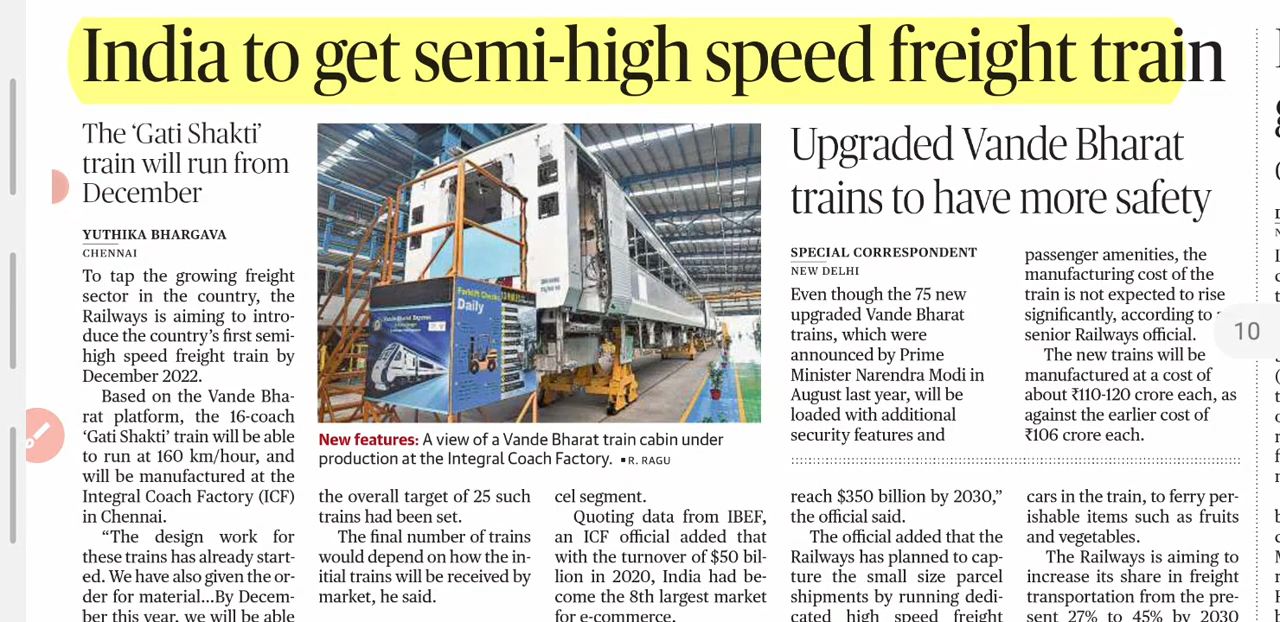 India to get semi-high speed freight train
The ‘Gati Shakti’
train will run from
December
YUTHIKA BHARGAVA
CHENNAI
To tap the growing freight
sector in the country, the
Railways is aiming to intro-
duce the country’s first semi-
high speed freight train by
December 2022.
Based on the Vande Bha-
rat platform, the 16-coach
‘Gati Shakti’ train will be able
to run at 160 km/hour, and
will be manufactured at the
Integral Coach Factory (ICF)
in Chennai.
“The design work for
these trains has already start-
ed. We have also given the or-
der for material...By Decem-
ber this year, we will be able
Forklift Checks
Daily
New features: A view of a Vande Bharat train cabin under
production at the Integral Coach Factory. ▪R. RAGU
the overall target of 25 such
trains had been set.
The final number of trains
would depend on how the in-
itial trains will be received by
market, he said.
cel segment.
Quoting data from IBEF,
an ICF official added that
with the turnover of $50 bil-
lion in 2020, India had be-
come the 8th largest market
for e-commerce.
Upgraded Vande Bharat
trains to have more safety
SPECIAL CORRESPONDENT
NEW DELHI
Even though the 75 new
upgraded Vande Bharat
trains, which were
announced by Prime
Minister Narendra Modi in
August last year, will be
loaded with additional
security features and
passenger amenities, the
manufacturing cost of the
train is not expected to rise
significantly, according to
senior Railways official.
The new trains will be
manufactured at a cost of
about ₹110-120 crore each, as
against the earlier cost of
₹106 crore each.
reach $350 billion by 2030,”
the official said.
The official added that the
Railways has planned to cap-
ture the small size parcel
shipments by running dedi-
cated high speed freight
cars in the train, to ferry per-
ishable items such as fruits
and vegetables.
The Railways is aiming to
increase its share in freight
transportation from the pre-
sent 27% to 45% by 2030
10